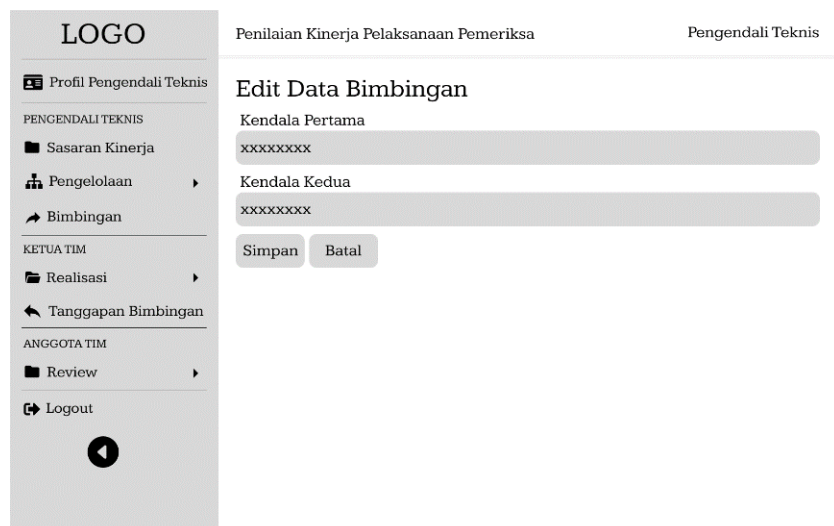 LOGO
Profil Pengendali Teknis
PENGENDALI TEKNIS
Sasaran Kinerja
Pengelolaan
Bimbingan
KETUA TIM
Realisasi
Tanggapan Bimbingan
ANGGOTA TIM
Review
Logout
Penilaian Kinerja Pelaksanaan Pemeriksa
Pengendali Teknis
Edit Data Bimbingan
Kendala Pertama
xxxxxxxx
Kendala Kedua
xxxxxxxx
Simpan
Batal